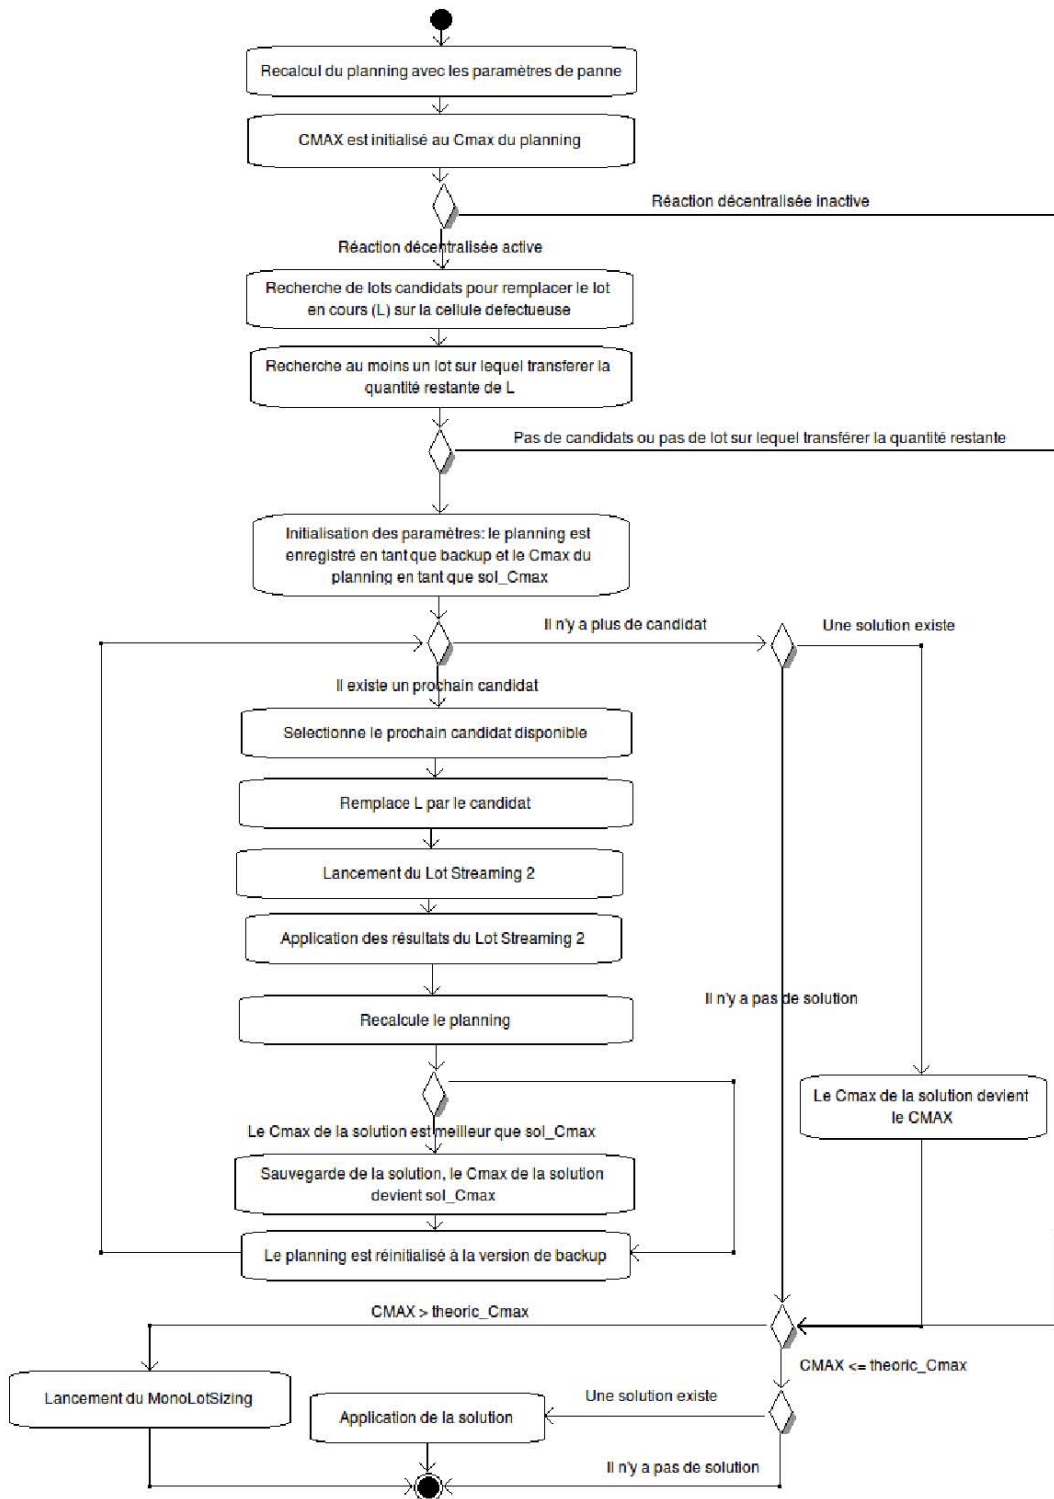 Recalcul du planning avec les paramètres de panne
CMAX est initialisé au Cmax du planning
Réaction décentralisée inactive
Réaction décentralisée active
Recherche de lots candidats pour remplacer le lot
en cours (L) sur la cellule defectueuse
Recherche au moins un lot sur lequel transferer la
quantité restante de L
Pas de candidats ou pas de lot sur lequel transférer la quantité restante
Initialisation des paramètres: le planning est
enregistré en tant que backup et le Cmax du
planning en tant que sol_Cmax
Il n'y a plus de candidat
Une solution existe
Il existe un prochain candidat
Selectionne le prochain candidat disponible
Remplace L par le candidat
Lancement du Lot Streaming 2
Application des résultats du Lot Streaming 2
Il n'y a pas de solution
Recalcule le planning
Le Cmax de la solution devient
le CMAX
Le Cmax de la solution est meilleur que sol_Cmax
Sauvegarde de la solution, le Cmax de la solution
devient sol_Cmax
Le planning est réinitialisé à la version de backup
CMAX > theoric_Cmax
CMAX <= theoric_Cmax
Lancement du MonoLotSizing
Une solution existe
Application de la solution
Il n'y a pas de solution